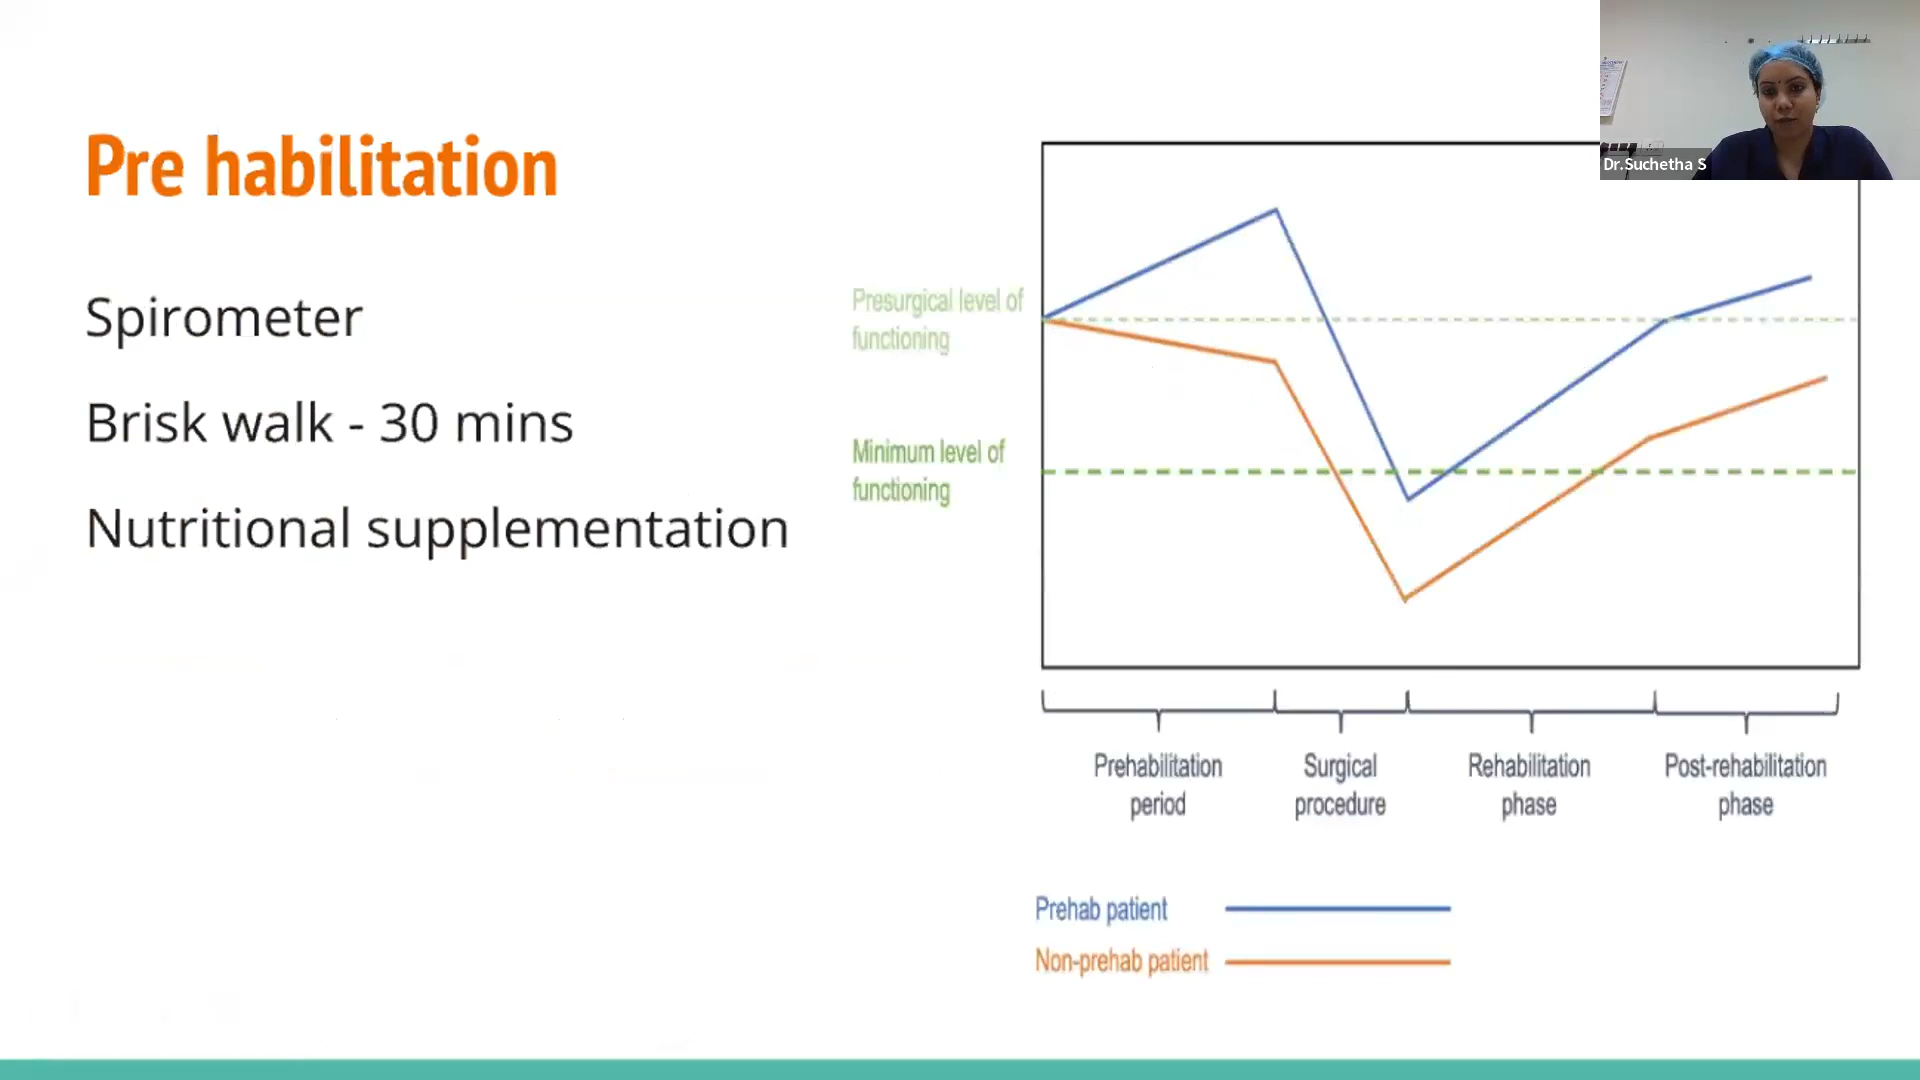 Pre habilitation
Spirometer
Brisk walk - 30 mins
Nutritional supplementation
Dr.Suchetha S
Presurgical level of
functioning
Minimum level of
functioning
Prehabilitation
period
Surgical
procedure
Rehabilitation
phase
Post-rehabilitation
phase
Prehab patient
Non-prehab patient